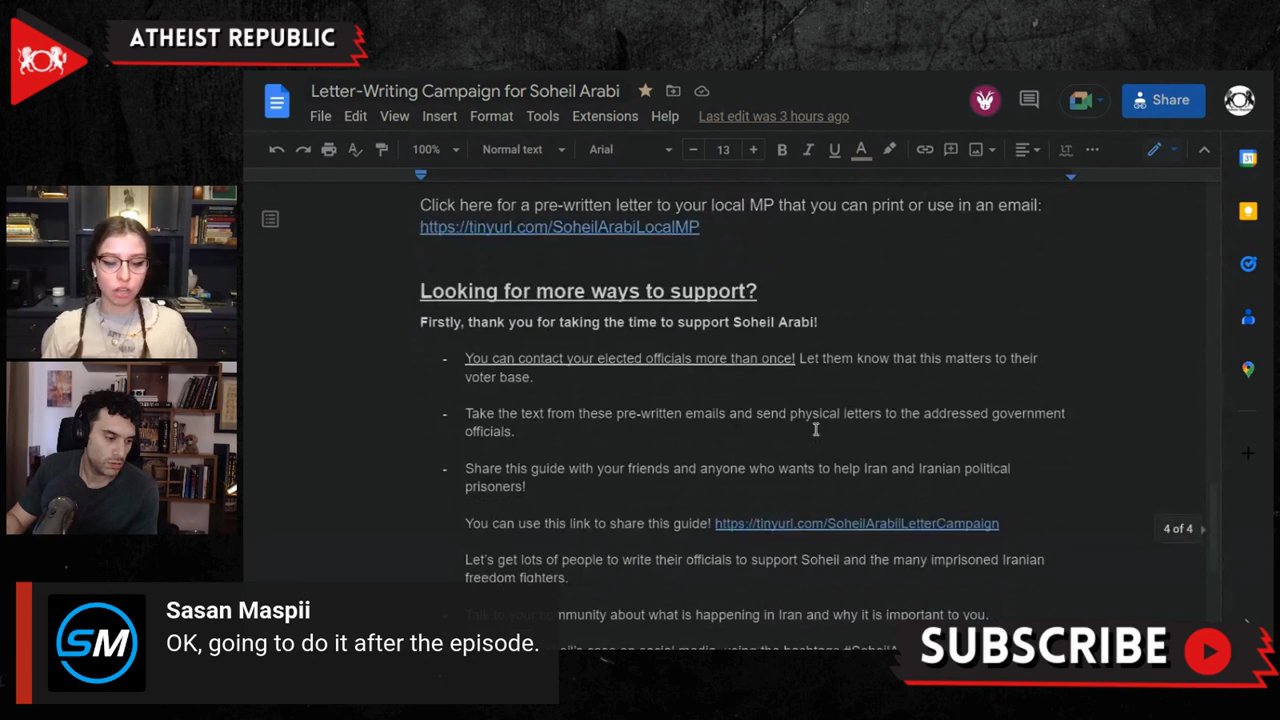 ATHEIST REPUBLIC
Letter-Writing Campaign for Soheil Arabi
File Edit View Insert Format Tools Extensions Help Last edit was 3 hours ago
Share
100% Normal text Arial 13
Click here for a pre-written letter to your local MP that you can print or use in an email:
https://tinyurl.com/SoheilArabiLocalMP
Looking for more ways to support?
Firstly, thank you for taking the time to support Soheil Arabi!
- You can contact your elected officials more than once! Let them know that this matters to their
voter base.
- Take the text from these pre-written emails and send physical letters to the addressed government
officials.
- Share this guide with your friends and anyone who wants to help Iran and Iranian political
prisoners!
You can use this link to share this guide! https://tinyurl.com/SoheilArabiLetterCampaign
4 of 4
Let's get lots of people to write their officials to support Soheil and the many imprisoned Iranian
freedom fighters.
about what is happening in Iran and why it is important to you.
on social media, using the hashtag
Sasan Maspii
OK, going to do it after the episode.
SM
SUBSCRIBE